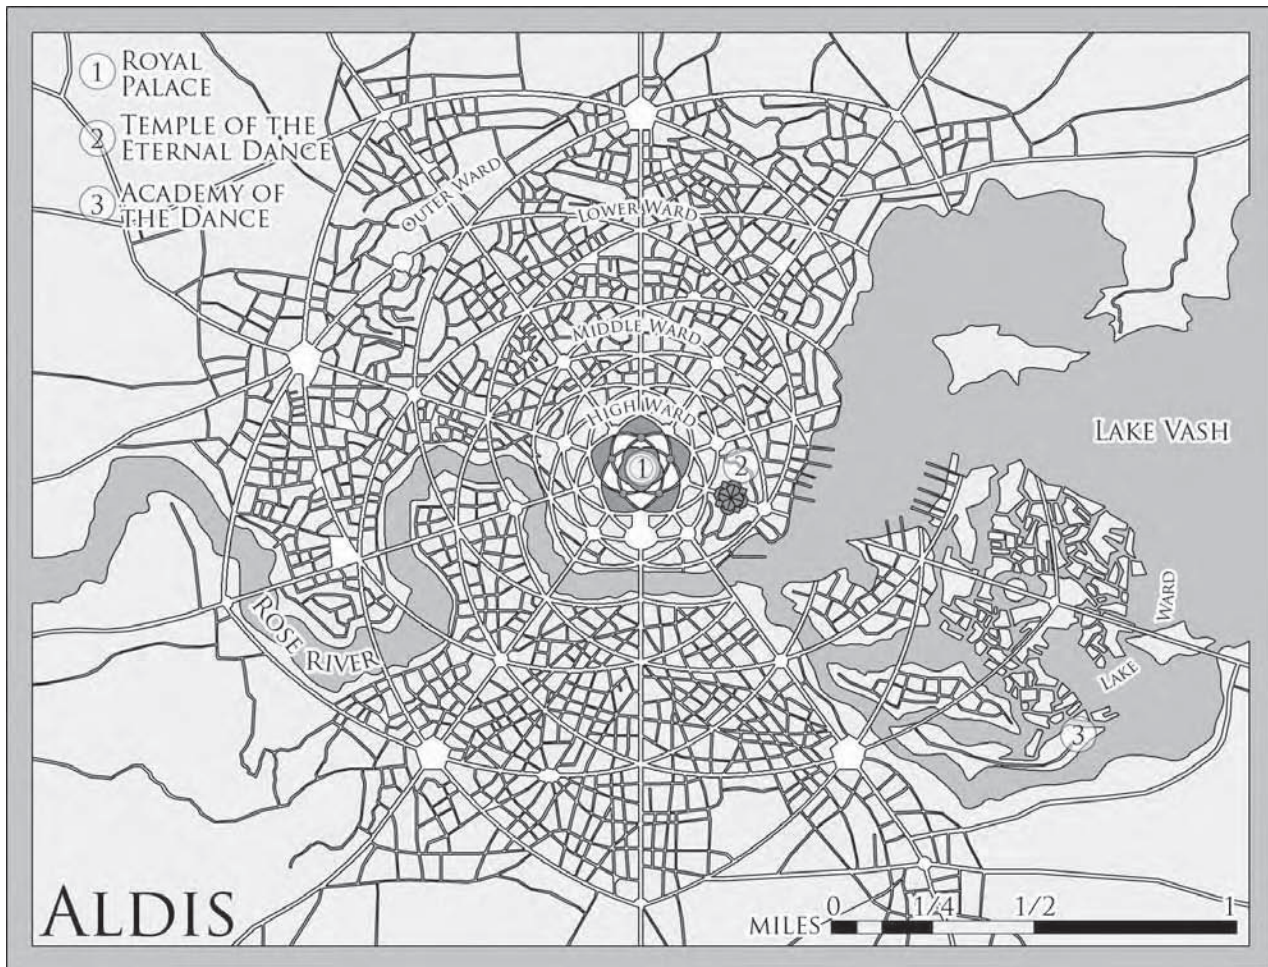 1 ROYAL
PALACE
2 TEMPLE OF THE
ETERNAL DANCE
3 ACADEMY OF
THE DANCE
OUTER WARD
LOWER WARD
MIDDLE WARD
HIGH WARD
1
2
LAKE VASH
ROSE RIVER
LAKE WARD
3
ALDIS
MILES 0 1/4 1/2 1